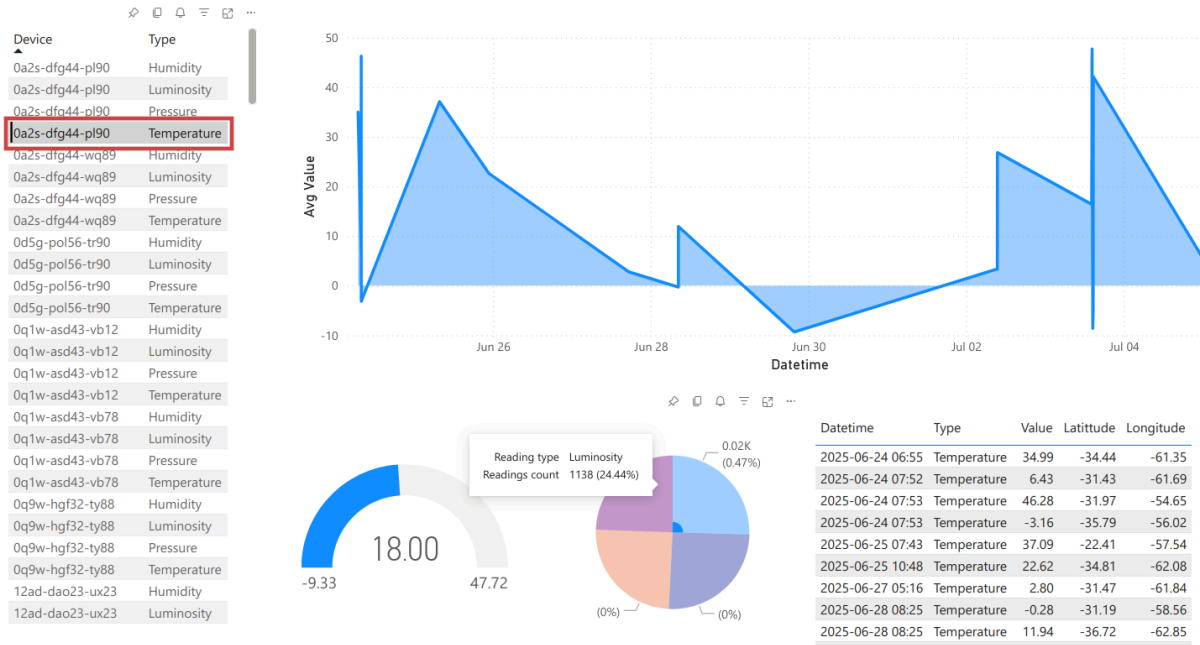 Device Type
0a2s-dfg44-pl90 Humidity
0a2s-dfg44-pl90 Luminosity
0a2s-dfg44-pl90 Pressure
0a2s-dfg44-pl90 Temperature
0a2s-dfg44-wq89 Humidity
0a2s-dfg44-wq89 Luminosity
0a2s-dfg44-wq89 Pressure
0a2s-dfg44-wq89 Temperature
0d5g-pol56-tr90 Humidity
0d5g-pol56-tr90 Luminosity
0d5g-pol56-tr90 Pressure
0d5g-pol56-tr90 Temperature
0q1w-asd43-vb12 Humidity
0q1w-asd43-vb12 Luminosity
0q1w-asd43-vb12 Pressure
0q1w-asd43-vb12 Temperature
0q1w-asd43-vb78 Humidity
0q1w-asd43-vb78 Luminosity
0q1w-asd43-vb78 Pressure
0q1w-asd43-vb78 Temperature
0q9w-hgf32-ty88 Humidity
0q9w-hgf32-ty88 Luminosity
0q9w-hgf32-ty88 Pressure
0q9w-hgf32-ty88 Temperature
12ad-dao23-ux23 Humidity
12ad-dao23-ux23 Luminosity
Avg Value
50
40
30
20
10
0
-10
Jun 26 Jun 28 Jun 30 Jul 02 Jul 04
Datetime
18.00
-9.33 47.72
Reading type Luminosity
Readings count 1138 (24.44%)
0.02K
(0.47%)
(0%) (0%)
Datetime Type Value Latittude Longitude
2025-06-24 06:55 Temperature 34.99 -34.44 -61.35
2025-06-24 07:52 Temperature 6.43 -31.43 -61.69
2025-06-24 07:53 Temperature 46.28 -31.97 -54.65
2025-06-24 07:53 Temperature -3.16 -35.79 -56.02
2025-06-25 07:43 Temperature 37.09 -22.41 -57.54
2025-06-25 10:48 Temperature 22.62 -34.81 -62.08
2025-06-27 05:16 Temperature 2.80 -31.47 -61.84
2025-06-28 08:25 Temperature -0.28 -31.19 -58.56
2025-06-28 08:25 Temperature 11.94 -36.72 -62.85